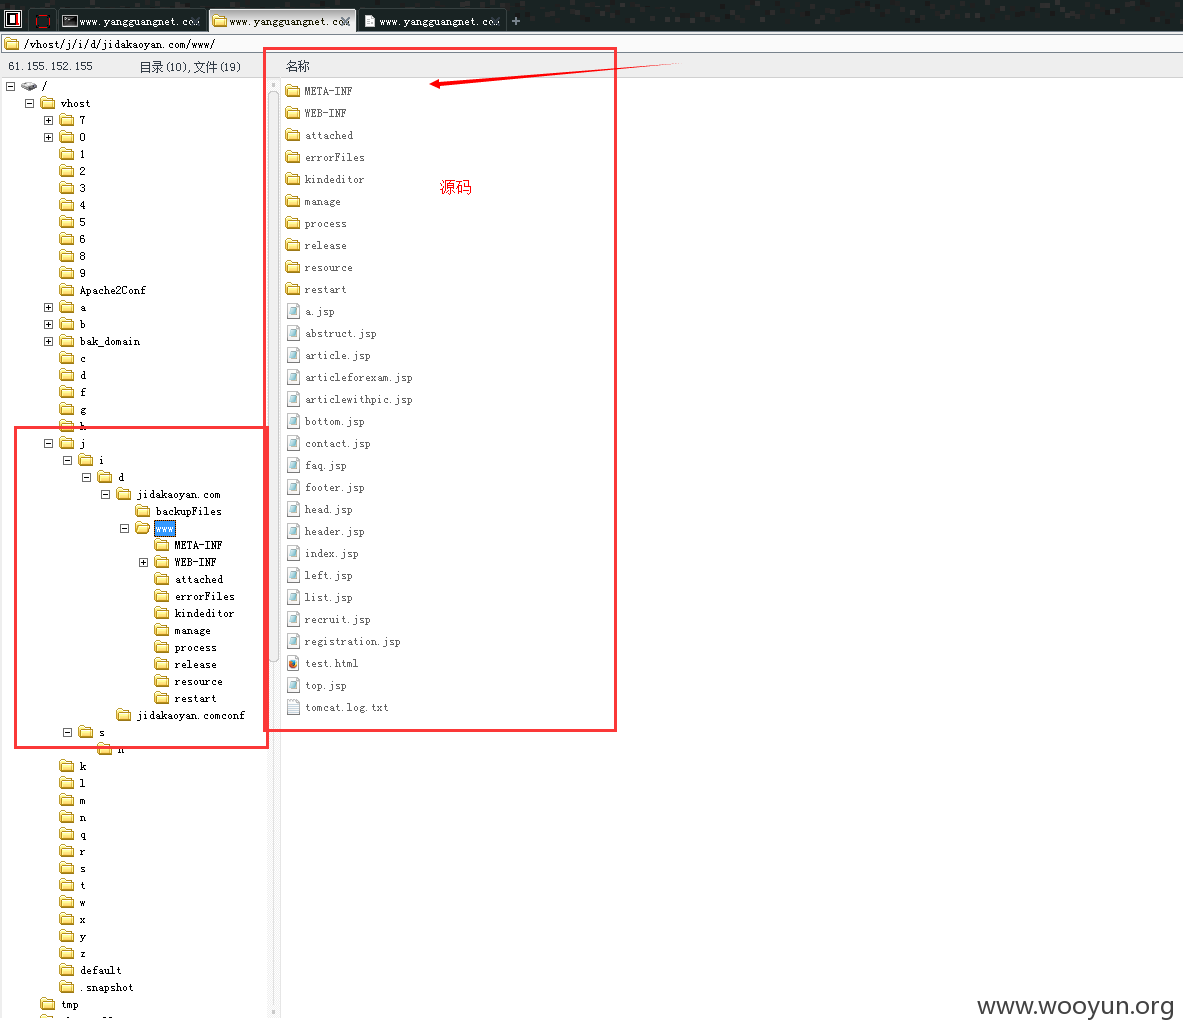 www.yangguangnet.co
www.yangguangnet.co
www.yangguangnet.co
/vhost/j/i/d/jidakaoyan.com/www/
61.155.152.155
目录(10),文件(19)
/
vhost
7
0
1
2
3
4
5
6
8
9
Apache2Conf
a
b
bak_domain
c
d
f
g
h
j
i
d
jidakaoyan.com
backupFiles
www
META-INF
WEB-INF
attached
errorFiles
kindeditor
manage
process
release
resource
restart
jidakaoyan.comconf
s
n
k
l
m
n
q
r
s
t
w
x
y
z
default
.snapshot
tmp
名称
META-INF
WEB-INF
attached
errorFiles
kindeditor
源码
manage
process
release
resource
restart
a.jsp
abstruct.jsp
article.jsp
articleforexam.jsp
articlewithpic.jsp
bottom.jsp
contact.jsp
faq.jsp
footer.jsp
head.jsp
header.jsp
index.jsp
left.jsp
list.jsp
recruit.jsp
registration.jsp
test.html
top.jsp
tomcat.log.txt
www.wooyun.org